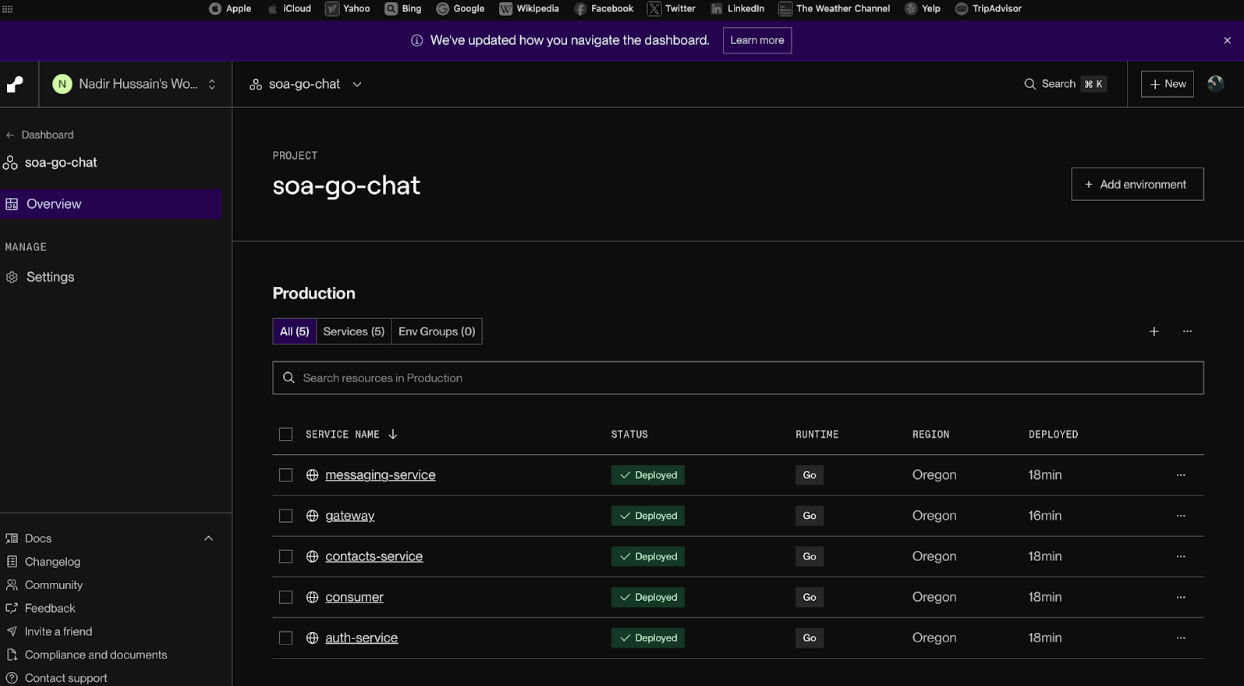 Apple iCloud Yahoo Bing Google Wikipedia Facebook Twitter LinkedIn The Weather Channel Yelp TripAdvisor
We've updated how you navigate the dashboard. Learn more
N Nadir Hussain's Wo... soa-go-chat Search ⌘ K + New
← Dashboard
soa-go-chat
Overview
MANAGE
Settings
Docs
Changelog
Community
Feedback
Invite a friend
Compliance and documents
Contact support
PROJECT
soa-go-chat
+ Add environment
Production
All (5) Services (5) Env Groups (0)
Search resources in Production
SERVICE NAME ↓ STATUS RUNTIME REGION DEPLOYED
messaging-service ✓ Deployed Go Oregon 18min
gateway ✓ Deployed Go Oregon 16min
contacts-service ✓ Deployed Go Oregon 18min
consumer ✓ Deployed Go Oregon 18min
auth-service ✓ Deployed Go Oregon 18min